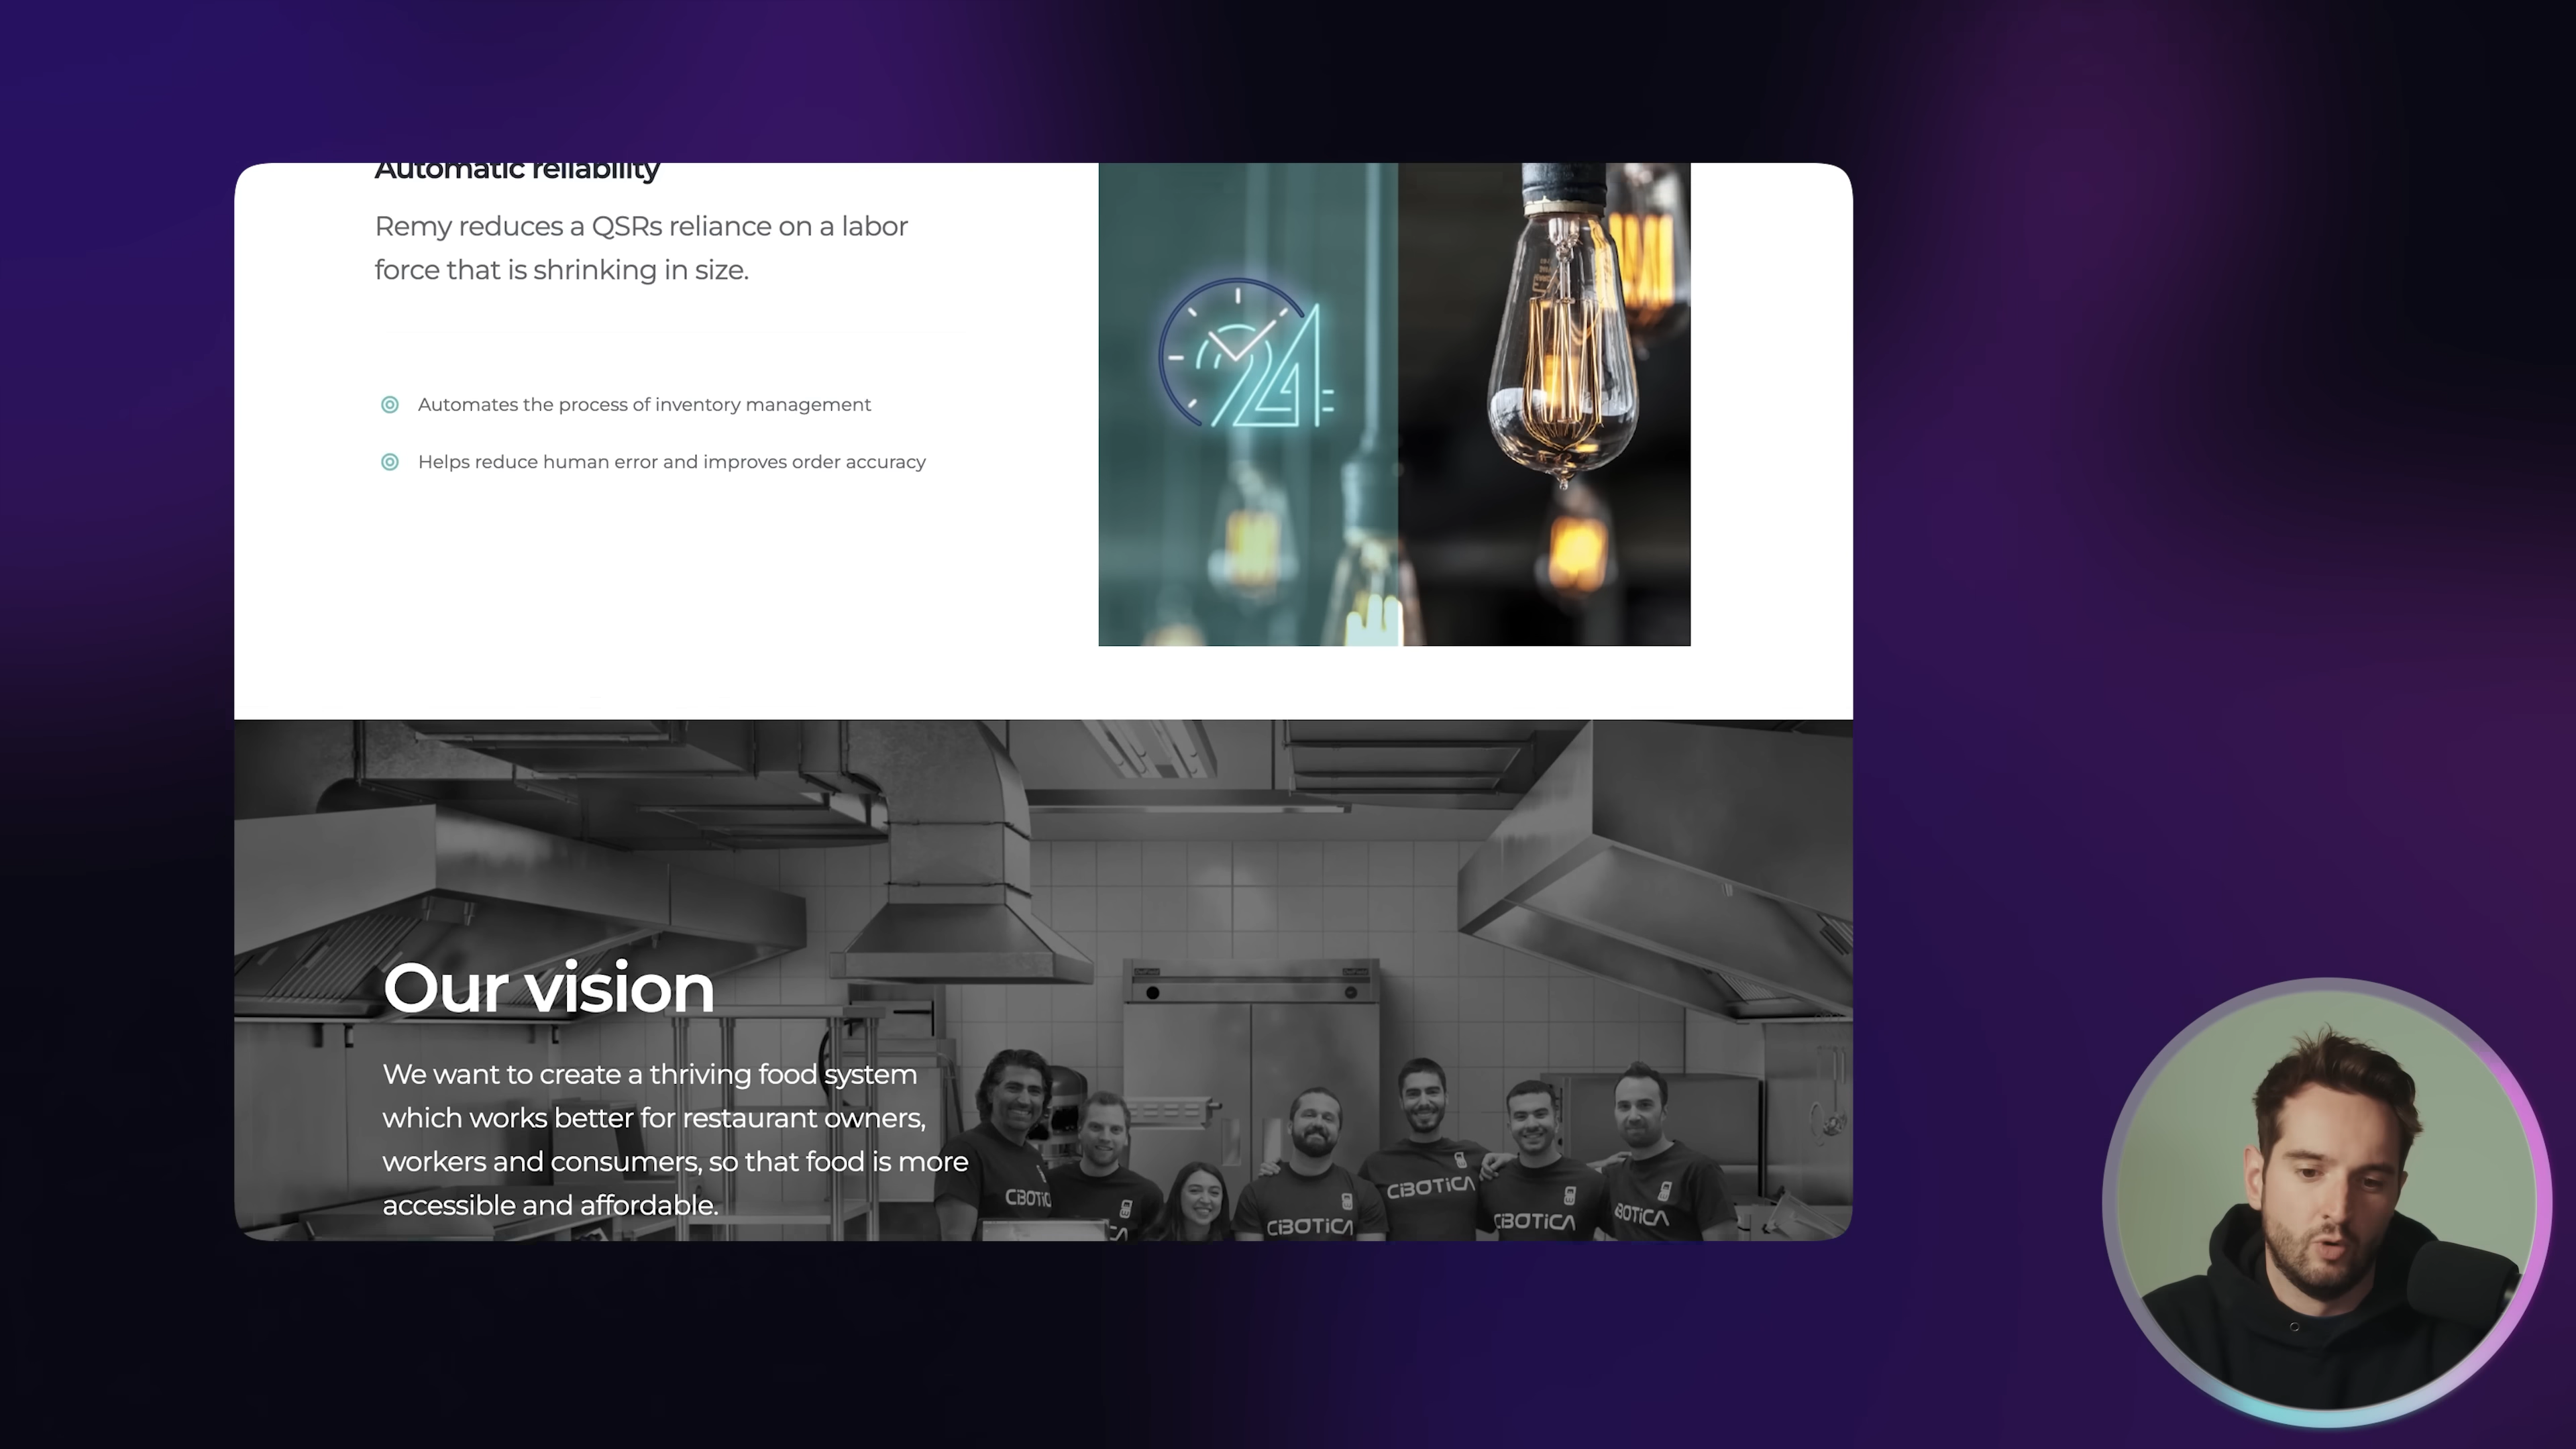 Automatic reliability
Remy reduces a QSRs reliance on a labor
force that is shrinking in size.
24
Automates the process of inventory management
Helps reduce human error and improves order accuracy
Our vision
We want to create a thriving food system
which works better for restaurant owners,
workers and consumers, so that food is more
accessible and affordable.
CiBOTiCA
CiBOTiCA
CiBOTiCA
CiBOTiCA